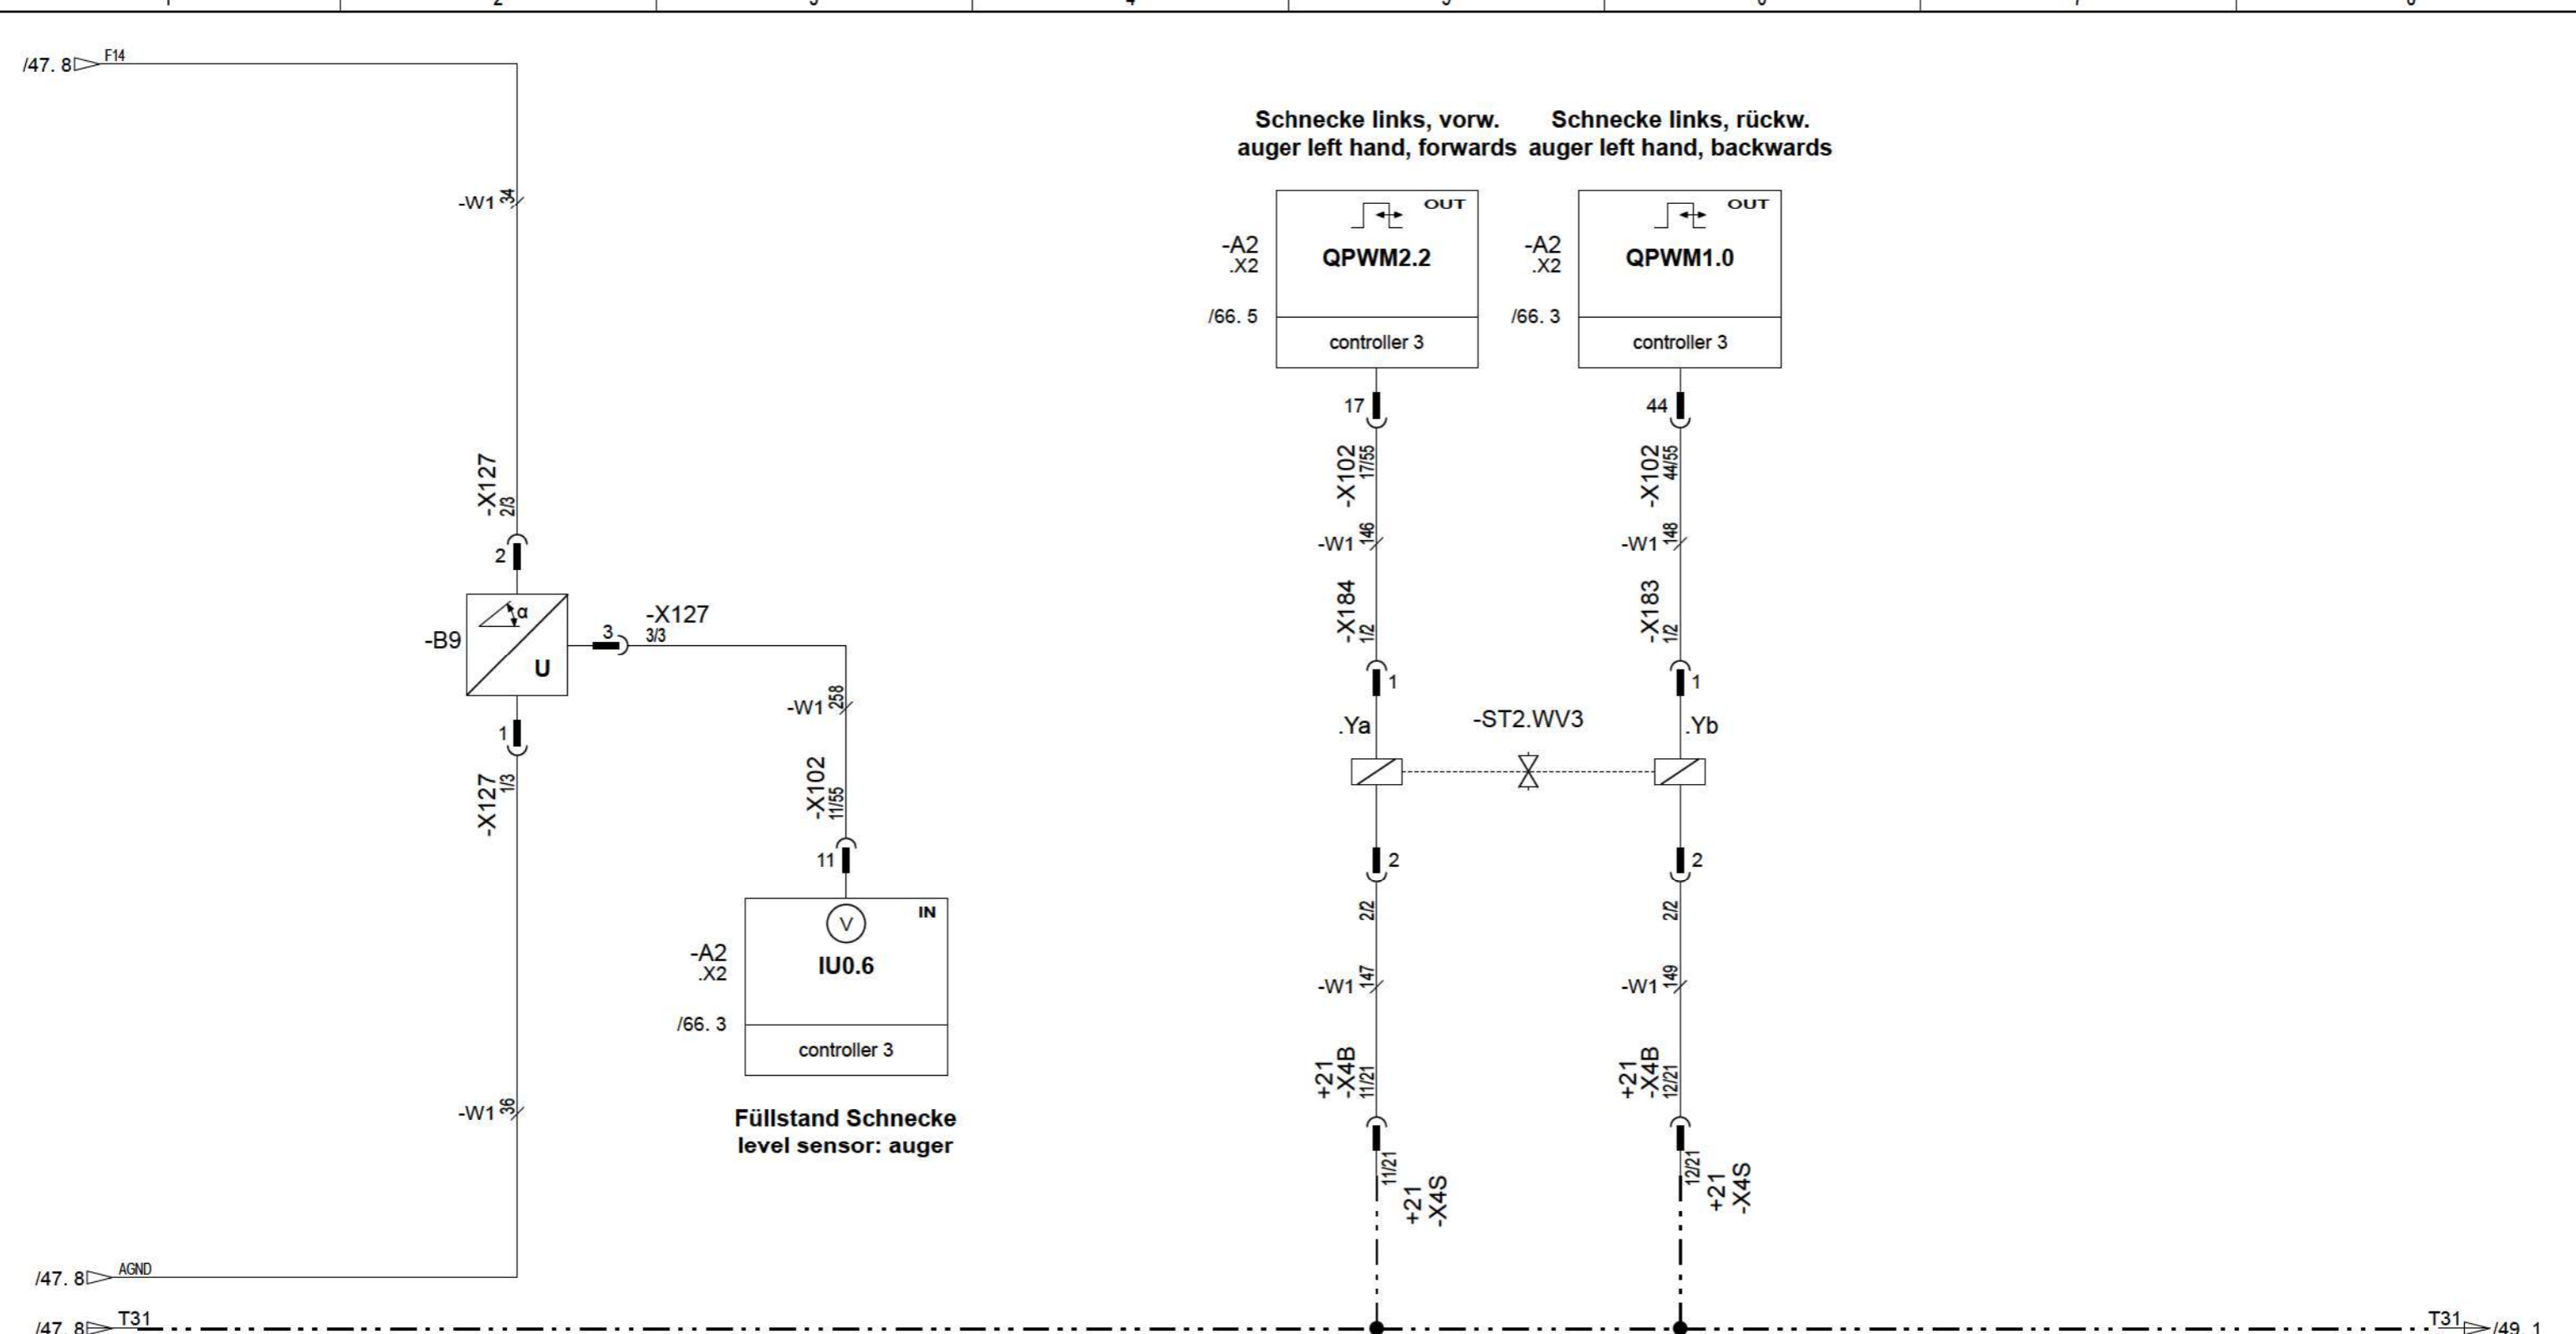 /47. 8 F14
Schnecke links, vorw.
auger left hand, forwards
Schnecke links, rückw.
auger left hand, backwards
OUT
-A2
.X2
QPWM2.2
/66. 5
controller 3
OUT
-A2
.X2
QPWM1.0
/66. 3
controller 3
-W1 34
17
44
-X102
17/55
-X102
44/55
-X127
2/3
-W1 146
-W1 148
2
-X184
1/2
-X183
1/2
-B9
α
U
3
-X127
3/3
1
1
-W1 258
.Ya
-ST2.WV3
.Yb
1
-X127
1/3
-X102
11/55
11
2
2
IN
V
-A2
.X2
IU0.6
/66. 3
controller 3
2/2
2/2
-W1 147
-W1 149
+21
-X4B
11/21
+21
-X4B
12/21
-W1 36
Füllstand Schnecke
level sensor: auger
11/21
+21
-X4S
12/21
+21
-X4S
/47. 8 AGND
/47. 8 T31
T31 /49. 1